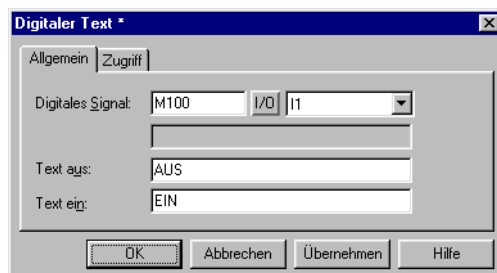 Digitaler Text *
Allgemein Zugriff
Digitales Signal: M100 I/O I1
Text aus: AUS
Text ein: EIN
OK Abbrechen Übernehmen Hilfe